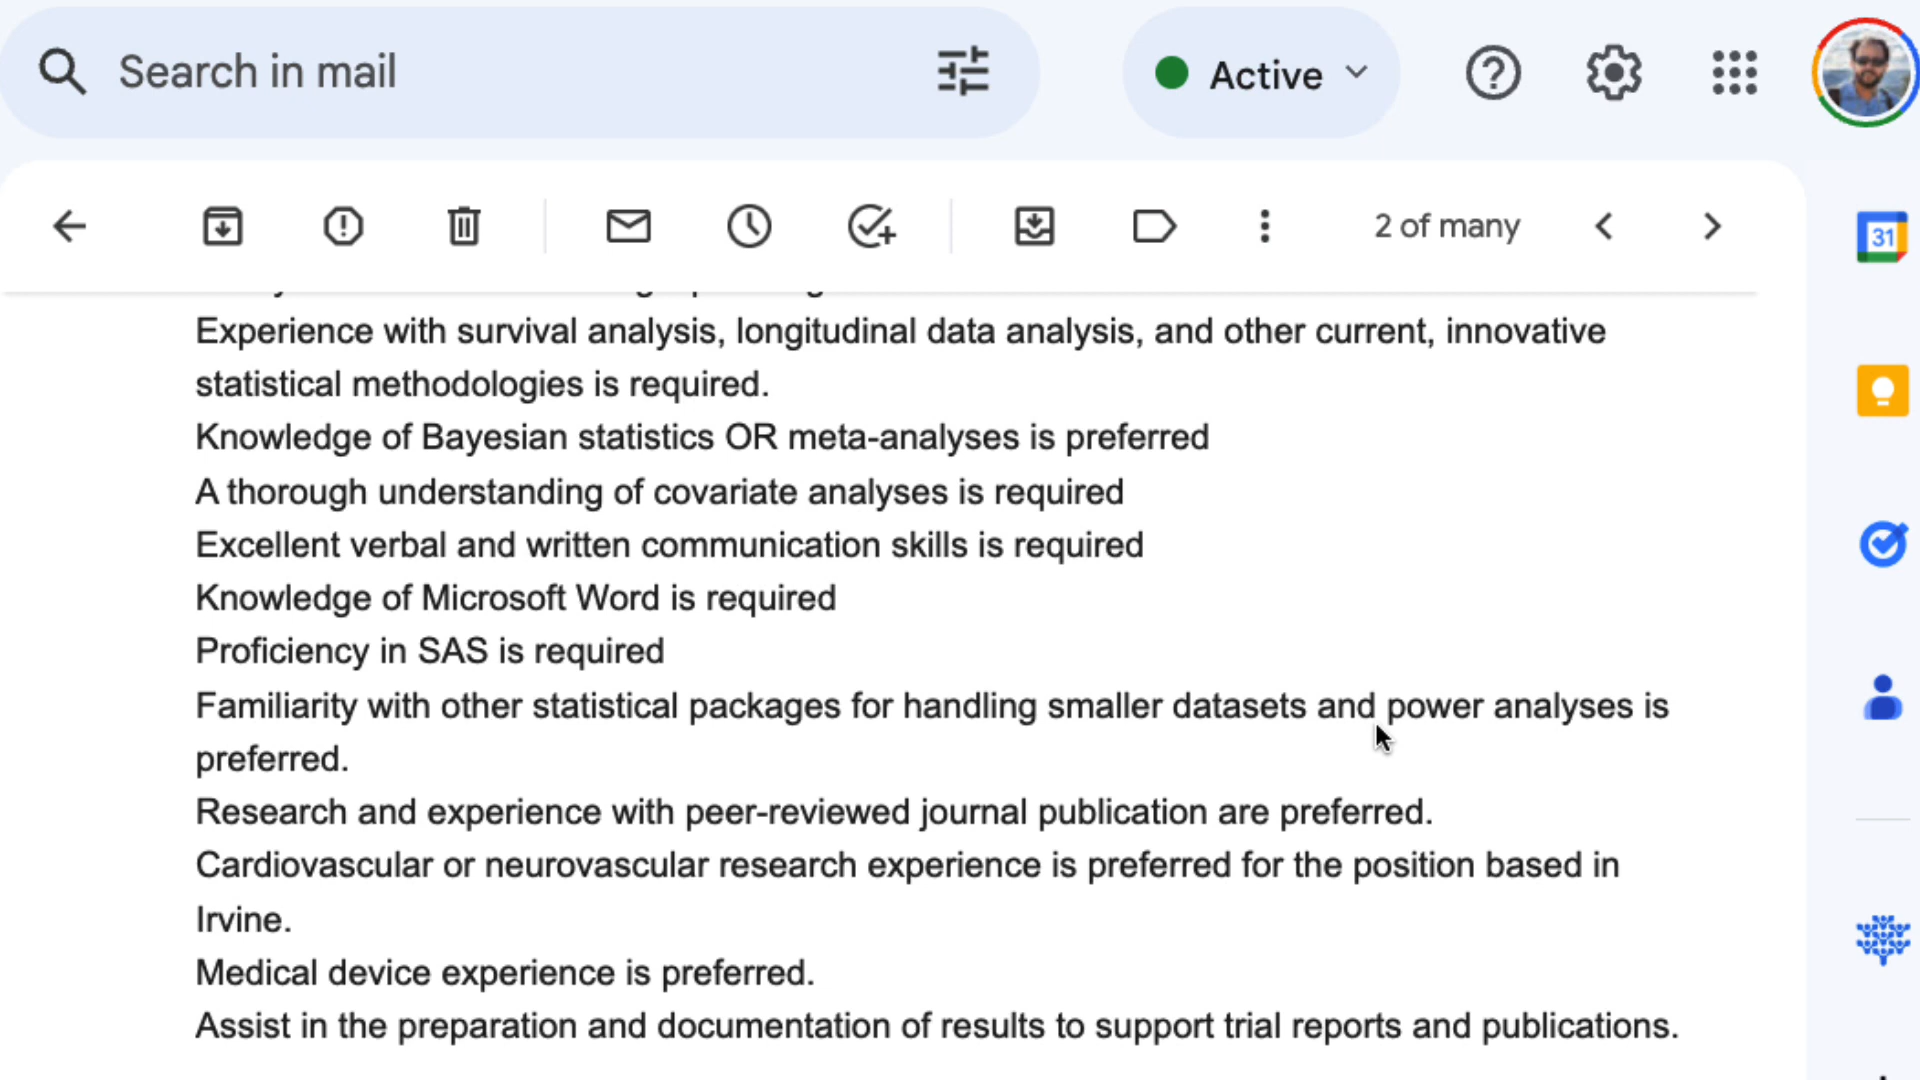 Search in mail
Active
2 of many
31
Experience with survival analysis, longitudinal data analysis, and other current, innovative
statistical methodologies is required.
Knowledge of Bayesian statistics OR meta-analyses is preferred
A thorough understanding of covariate analyses is required
Excellent verbal and written communication skills is required
Knowledge of Microsoft Word is required
Proficiency in SAS is required
Familiarity with other statistical packages for handling smaller datasets and power analyses is
preferred.
Research and experience with peer-reviewed journal publication are preferred.
Cardiovascular or neurovascular research experience is preferred for the position based in
Irvine.
Medical device experience is preferred.
Assist in the preparation and documentation of results to support trial reports and publications.